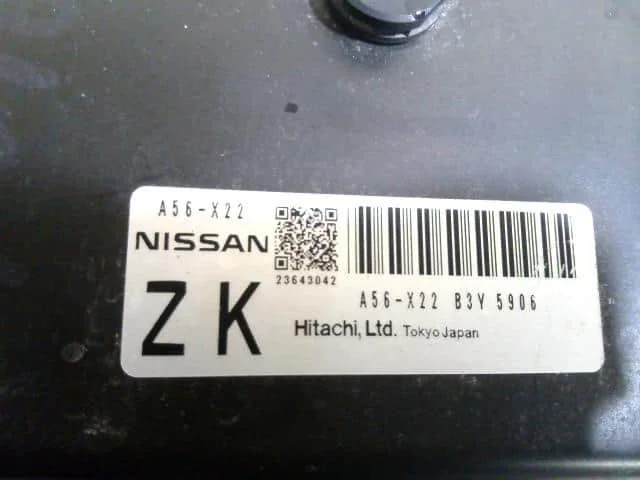 A56-X22
NISSAN
23643042
ZK
A56-X22 B3Y 5906
Hitachi, Ltd. Tokyo Japan